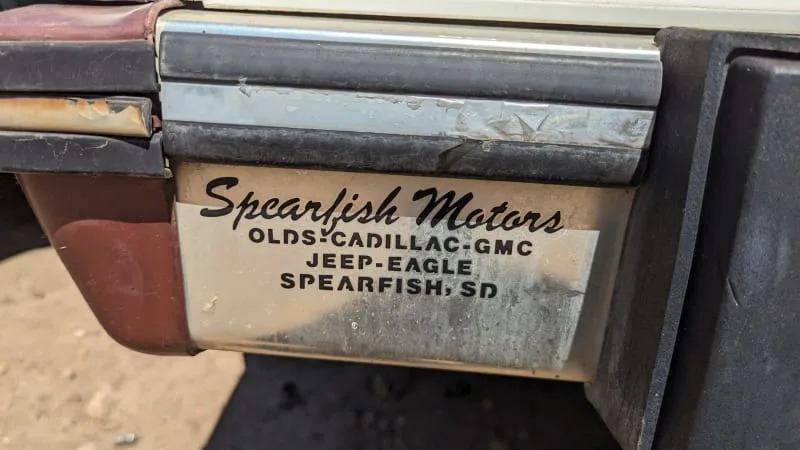 Spearfish Motors
OLDS-CADILLAC-GMC
JEEP-EAGLE
SPEARFISH, SD